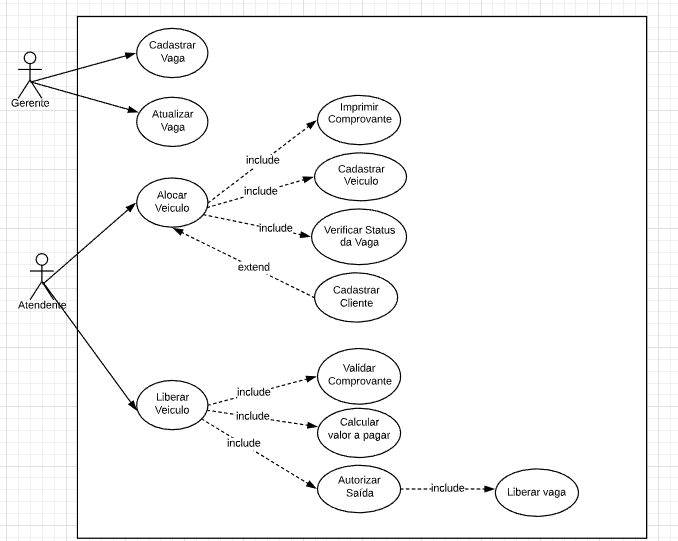 Cadastrar
Vaga
Gerente
Atualizar
Vaga
Imprimir
Comprovante
include
Cadastrar
Veiculo
include
Alocar
Veiculo
include
Verificar Status
da Vaga
extend
Cadastrar
Cliente
Atendente
Validar
Comprovante
include
Liberar
Veiculo
include
Calcular
valor a pagar
include
Autorizar
Saída
include
Liberar vaga